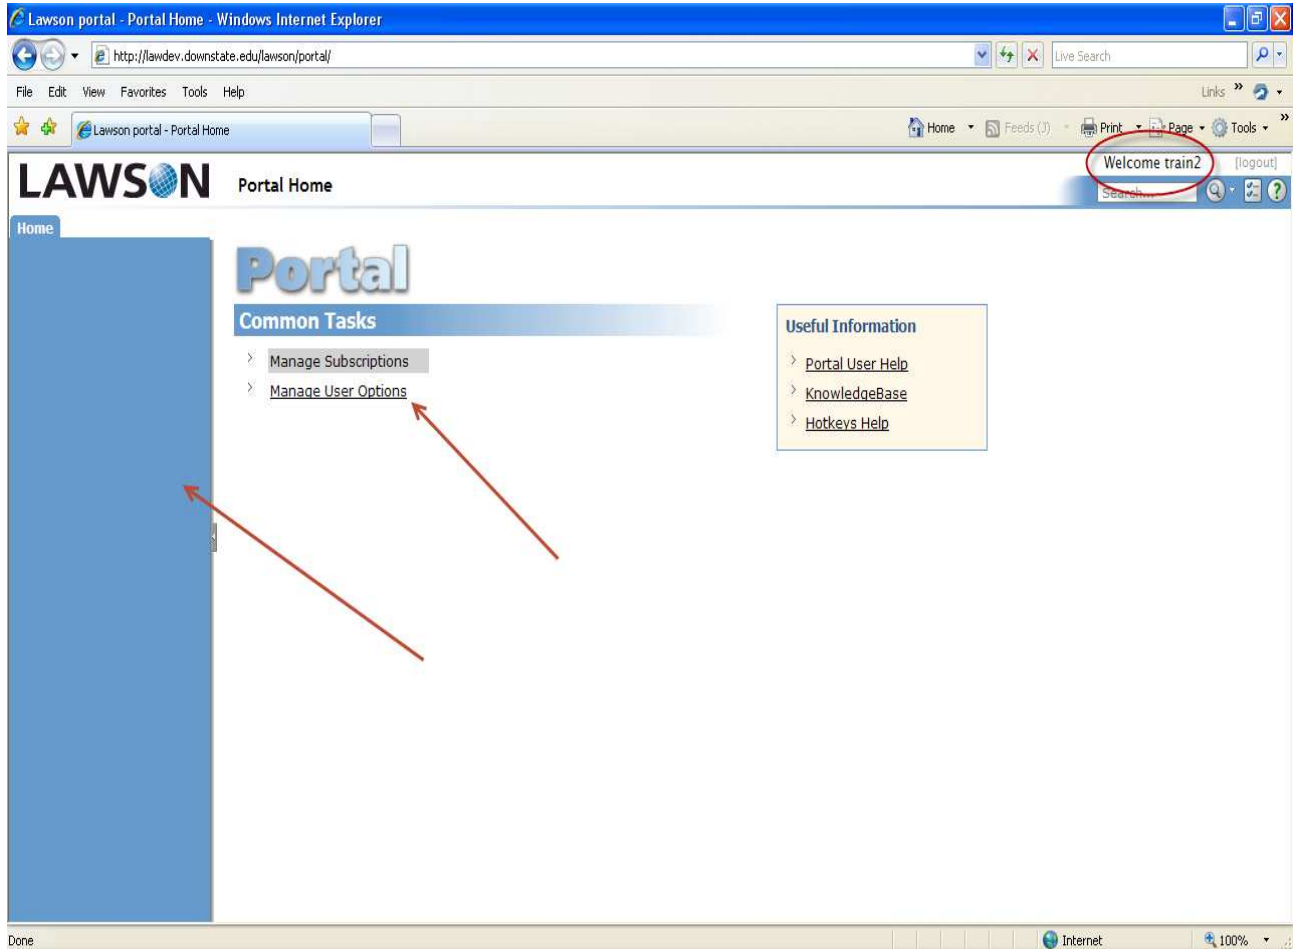 Lawson portal - Portal Home - Windows Internet Explorer
http://lawdev.downstate.edu/lawson/portal/
Live Search
File Edit View Favorites Tools Help
Links »
Lawson portal - Portal Home
Home Feeds (J) Print Page Tools »
Welcome train2 [logout]
LAWSON Portal Home
Search...
Home
Portal
Common Tasks
Manage Subscriptions
Manage User Options
Useful Information
Portal User Help
KnowledgeBase
Hotkeys Help
Done
Internet
100%